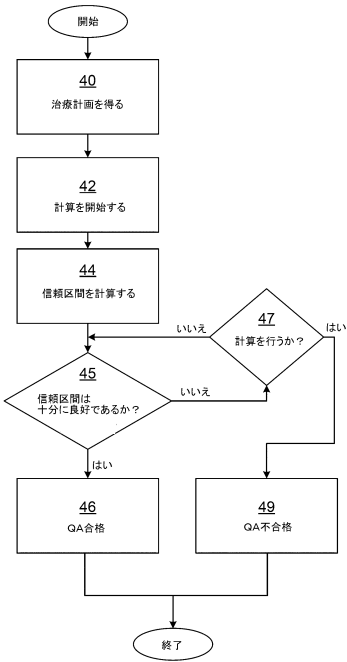 開始
40
治療計画を得る
42
計算を開始する
44
信頼区間を計算する
47
計算を行うか？
いいえ
はい
45
信頼区間は
十分に良好であるか？
いいえ
はい
46
QA合格
49
QA不合格
終了